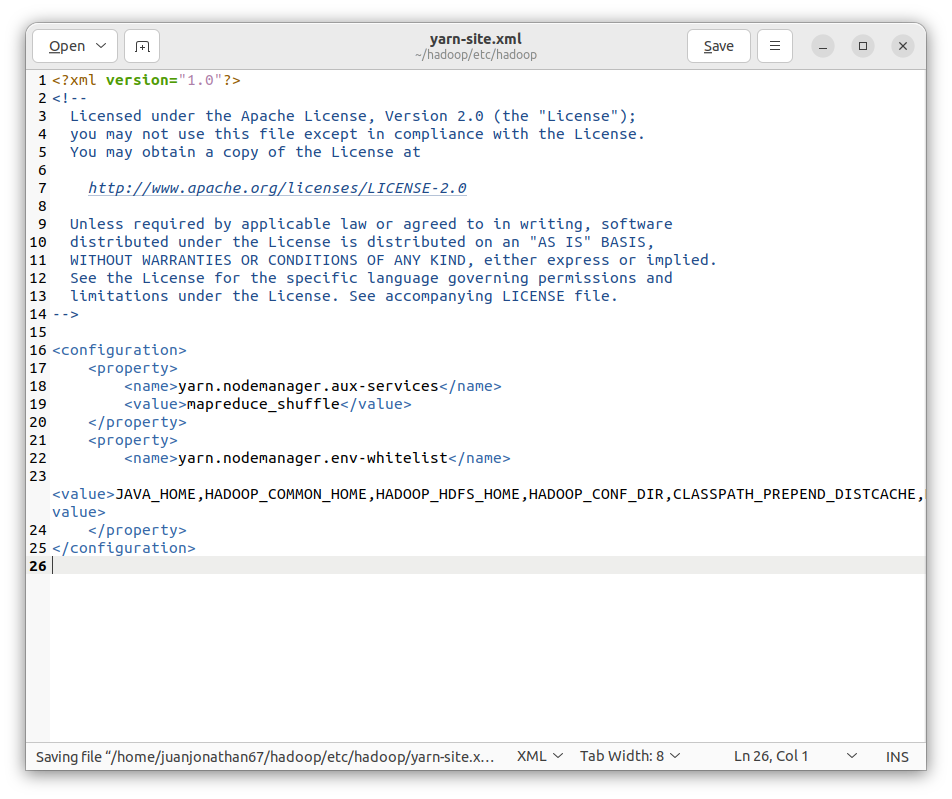 Open
yarn-site.xml
~/hadoop/etc/hadoop
Save
1 <?xml version="1.0"?>
2 <!--
3   Licensed under the Apache License, Version 2.0 (the "License");
4   you may not use this file except in compliance with the License.
5   You may obtain a copy of the License at
6
7     http://www.apache.org/licenses/LICENSE-2.0
8
9   Unless required by applicable law or agreed to in writing, software
10   distributed under the License is distributed on an "AS IS" BASIS,
11   WITHOUT WARRANTIES OR CONDITIONS OF ANY KIND, either express or implied.
12   See the License for the specific language governing permissions and
13   limitations under the License. See accompanying LICENSE file.
14 -->
15
16 <configuration>
17     <property>
18         <name>yarn.nodemanager.aux-services</name>
19         <value>mapreduce_shuffle</value>
20     </property>
21     <property>
22         <name>yarn.nodemanager.env-whitelist</name>
23
<value>JAVA_HOME,HADOOP_COMMON_HOME,HADOOP_HDFS_HOME,HADOOP_CONF_DIR,CLASSPATH_PREPEND_DISTCACHE,
value>
24     </property>
25 </configuration>
26
Saving file “/home/juanjonathan67/hadoop/etc/hadoop/yarn-site.x… XML Tab Width: 8 Ln 26, Col 1 INS